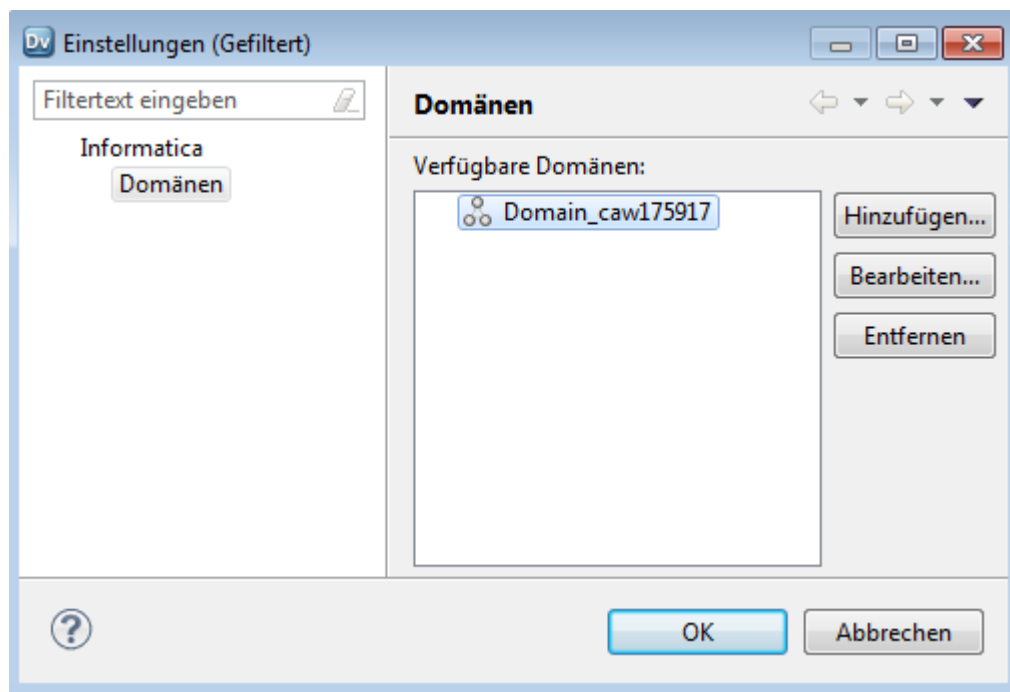 Dv Einstellungen (Gefiltert)
Filtertext eingeben
Informatica
Domänen
Domänen
Verfügbare Domänen:
Domain_caw175917
Hinzufügen...
Bearbeiten...
Entfernen
?
OK
Abbrechen